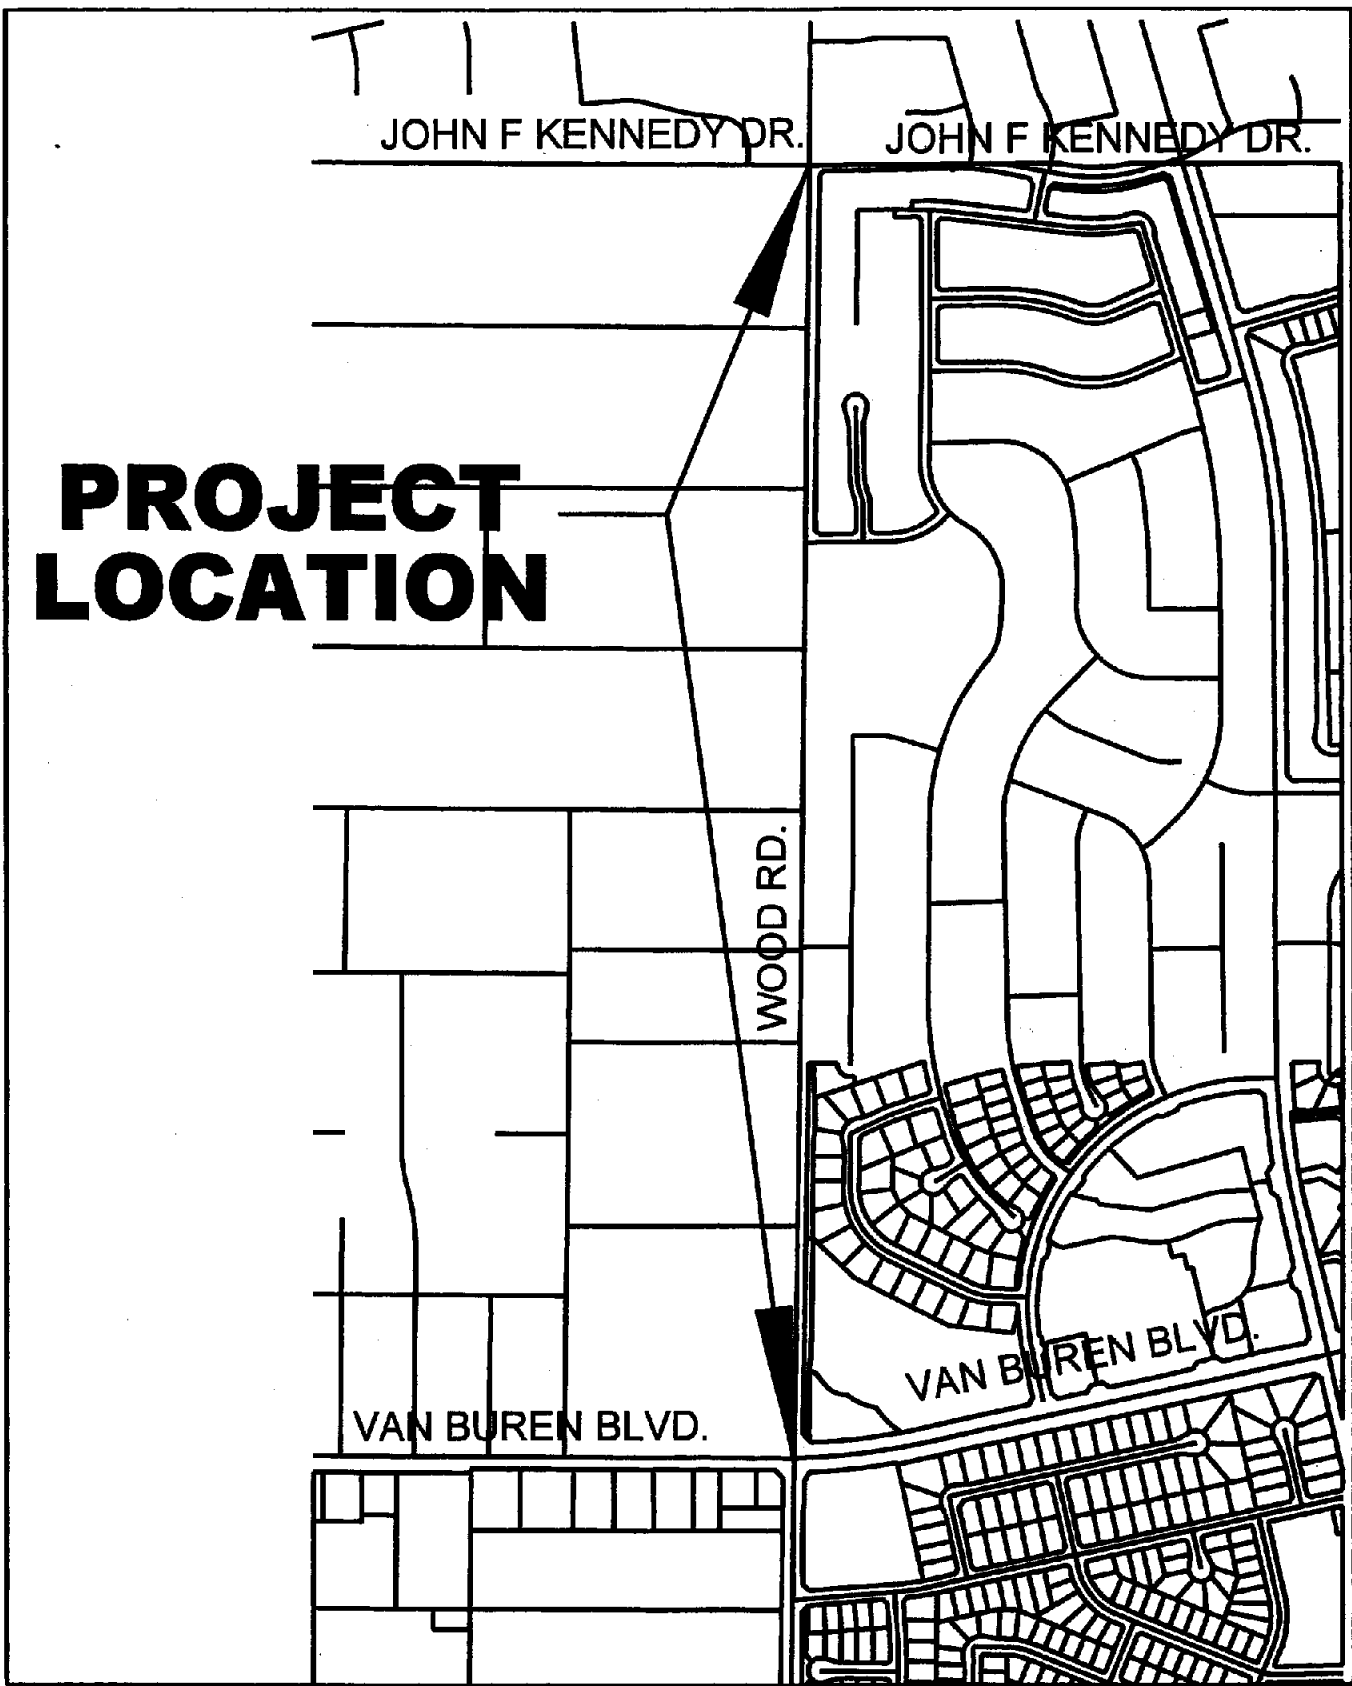 JOHN F KENNEDY DR.
JOHN F KENNEDY DR.
PROJECT
LOCATION
WOOD RD.
VAN BUREN BLVD.
VAN BUREN BLVD.